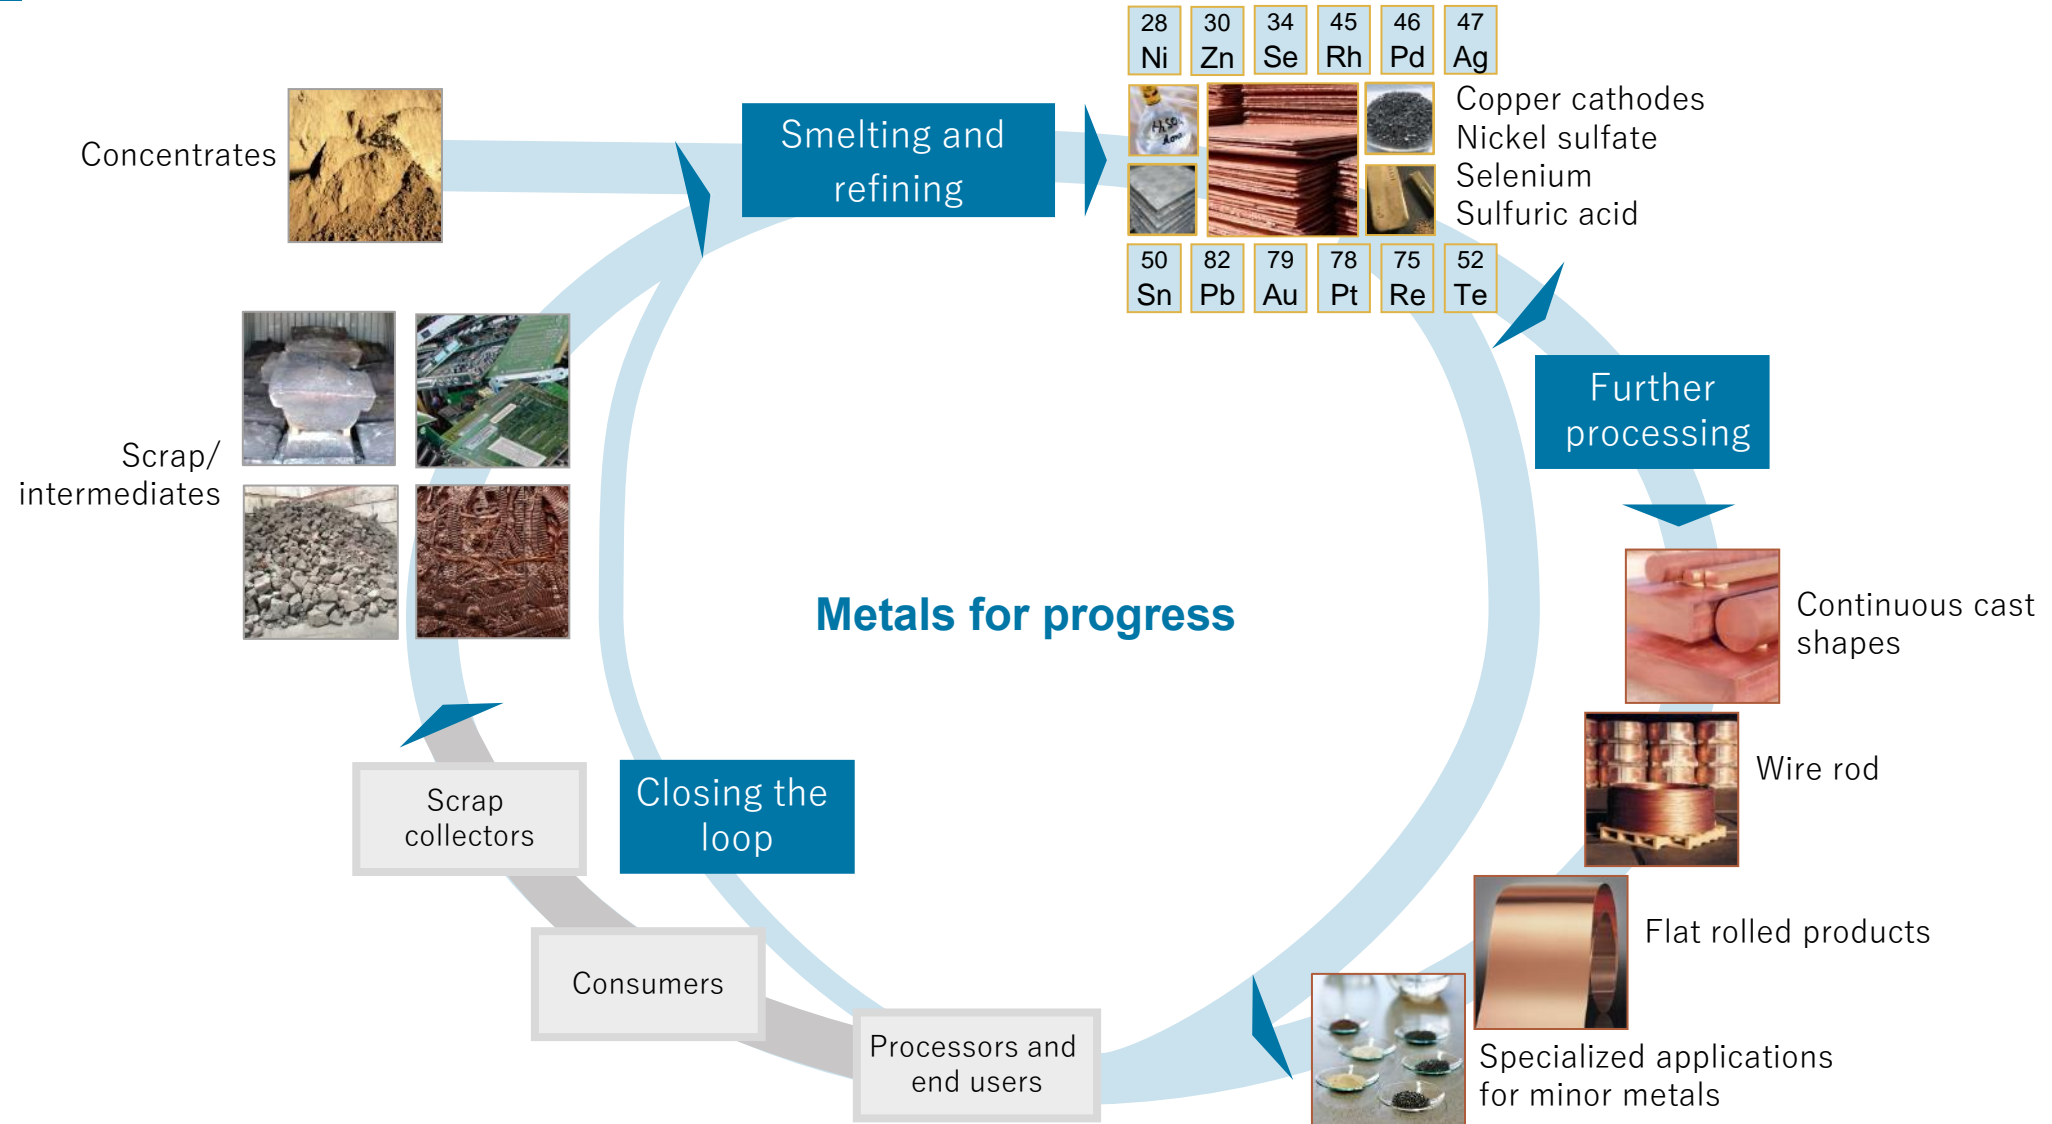 28
Ni
30
Zn
34
Se
45
Rh
46
Pd
47
Ag
Concentrates
Smelting and
refining
H₂SO₄
Copper cathodes
Nickel sulfate
Selenium
Sulfuric acid
50
Sn
82
Pb
79
Au
78
Pt
75
Re
52
Te
Further
processing
Scrap/
intermediates
Metals for progress
Continuous cast
shapes
Wire rod
Scrap
collectors
Closing the
loop
Flat rolled products
Consumers
Processors and
end users
Specialized applications
for minor metals